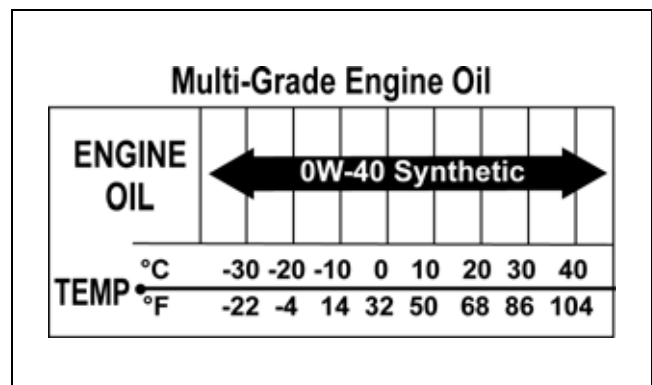 Multi-Grade Engine Oil
ENGINE
OIL
0W-40 Synthetic
TEMP
°C -30 -20 -10 0 10 20 30 40
°F -22 -4 14 32 50 68 86 104